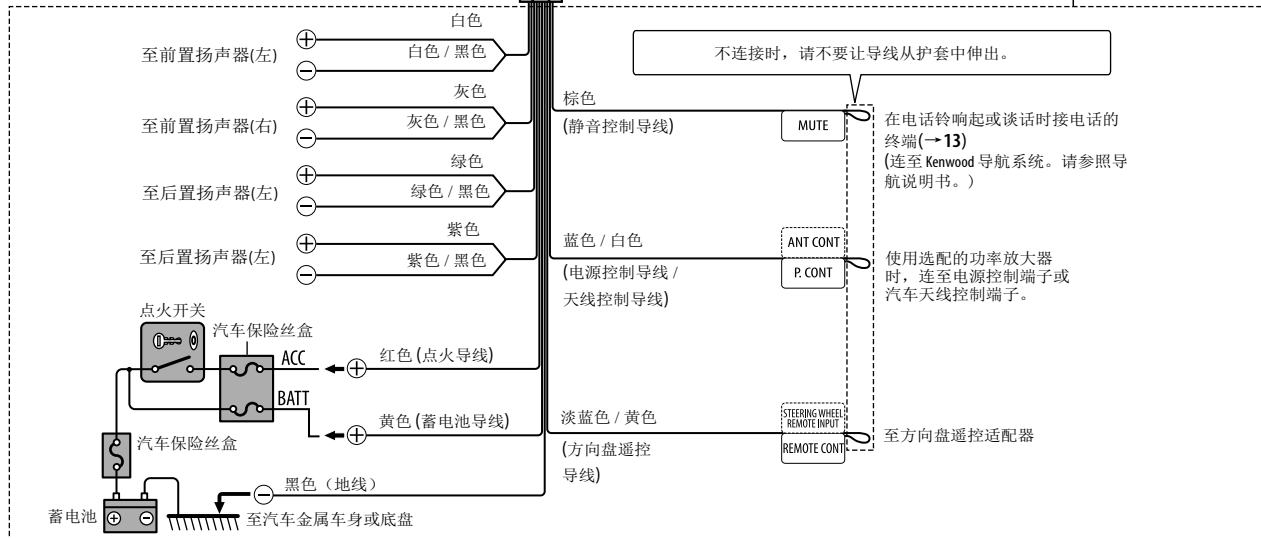 白色
至前置扬声器(左)
白色 / 黑色
灰色
至前置扬声器(右)
灰色 / 黑色
绿色
至后置扬声器(左)
绿色 / 黑色
紫色
至后置扬声器(左)
紫色 / 黑色
点火开关
汽车保险丝盒
ACC
红色 (点火导线)
BATT
黄色 (蓄电池导线)
汽车保险丝盒
黑色（地线）
蓄电池
至汽车金属车身或底盘
不连接时，请不要让导线从护套中伸出。
棕色
(静音控制导线)
MUTE
在电话铃响起或谈话时接电话的
终端(→13)
(连至 Kenwood 导航系统。请参照导
航说明书。)
蓝色 / 白色
(电源控制导线 /
天线控制导线)
ANT CONT
P. CONT
使用选配的功率放大器
时，连至电源控制端子或
汽车天线控制端子。
淡蓝色 / 黄色
(方向盘遥控
导线)
STEERING WHEEL
REMOTE INPUT
REMOTE CONT
至方向盘遥控适配器